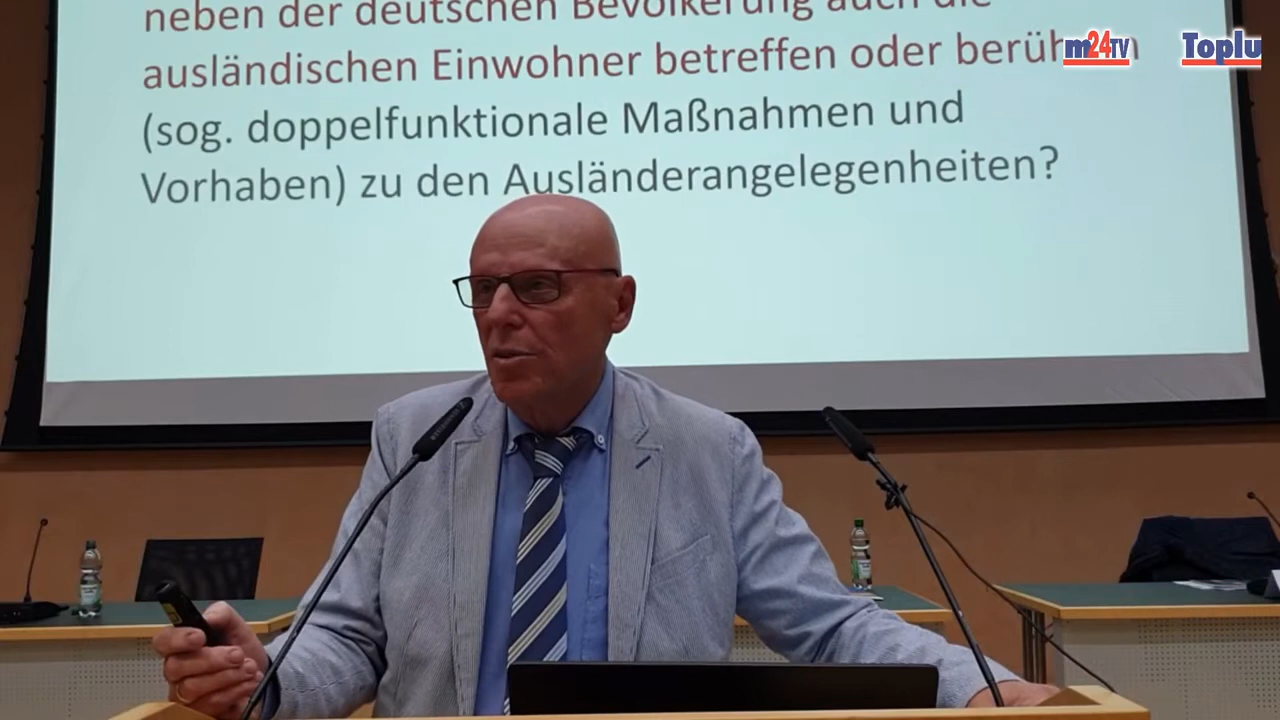 neben der deutschen Bevölkerung auch die
ausländischen Einwohner betreffen oder berühren
(sog. doppelfunktionale Maßnahmen und
Vorhaben) zu den Ausländerangelegenheiten?
m24TV
Toplu